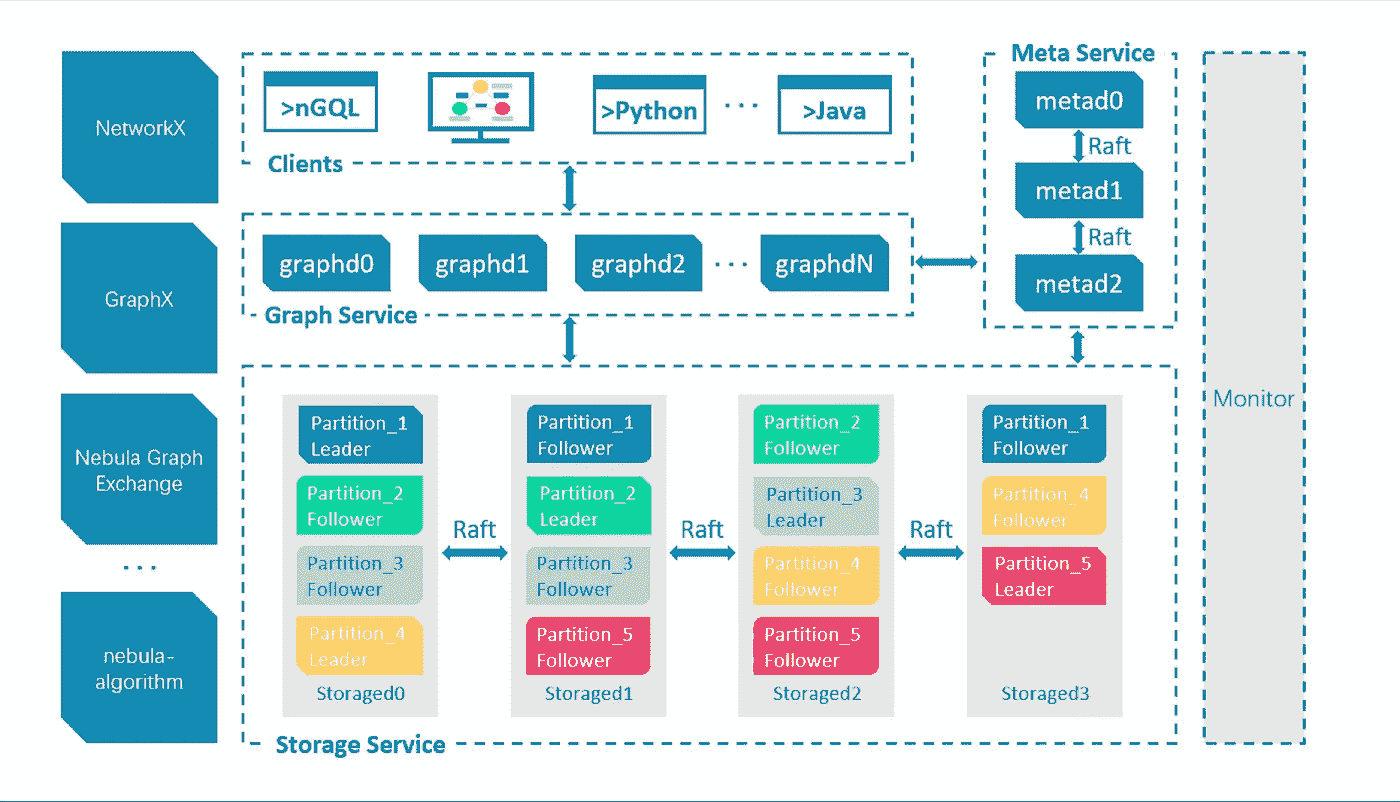 NetworkX
GraphX
Nebula Graph
Exchange
...
nebula-
algorithm
>nGQL
>Python
...
>Java
Clients
graphd0
graphd1
graphd2
...
graphdN
Graph Service
Meta Service
metad0
Raft
metad1
Raft
metad2
Partition_1
Leader
Partition_2
Follower
Partition_3
Follower
Partition_4
Leader
Storaged0
Raft
Partition_1
Follower
Partition_2
Leader
Partition_3
Follower
Partition_5
Follower
Storaged1
Raft
Partition_2
Follower
Partition_3
Leader
Partition_4
Follower
Partition_5
Follower
Storaged2
Raft
Partition_1
Follower
Partition_4
Follower
Partition_5
Leader
Storaged3
Storage Service
Monitor